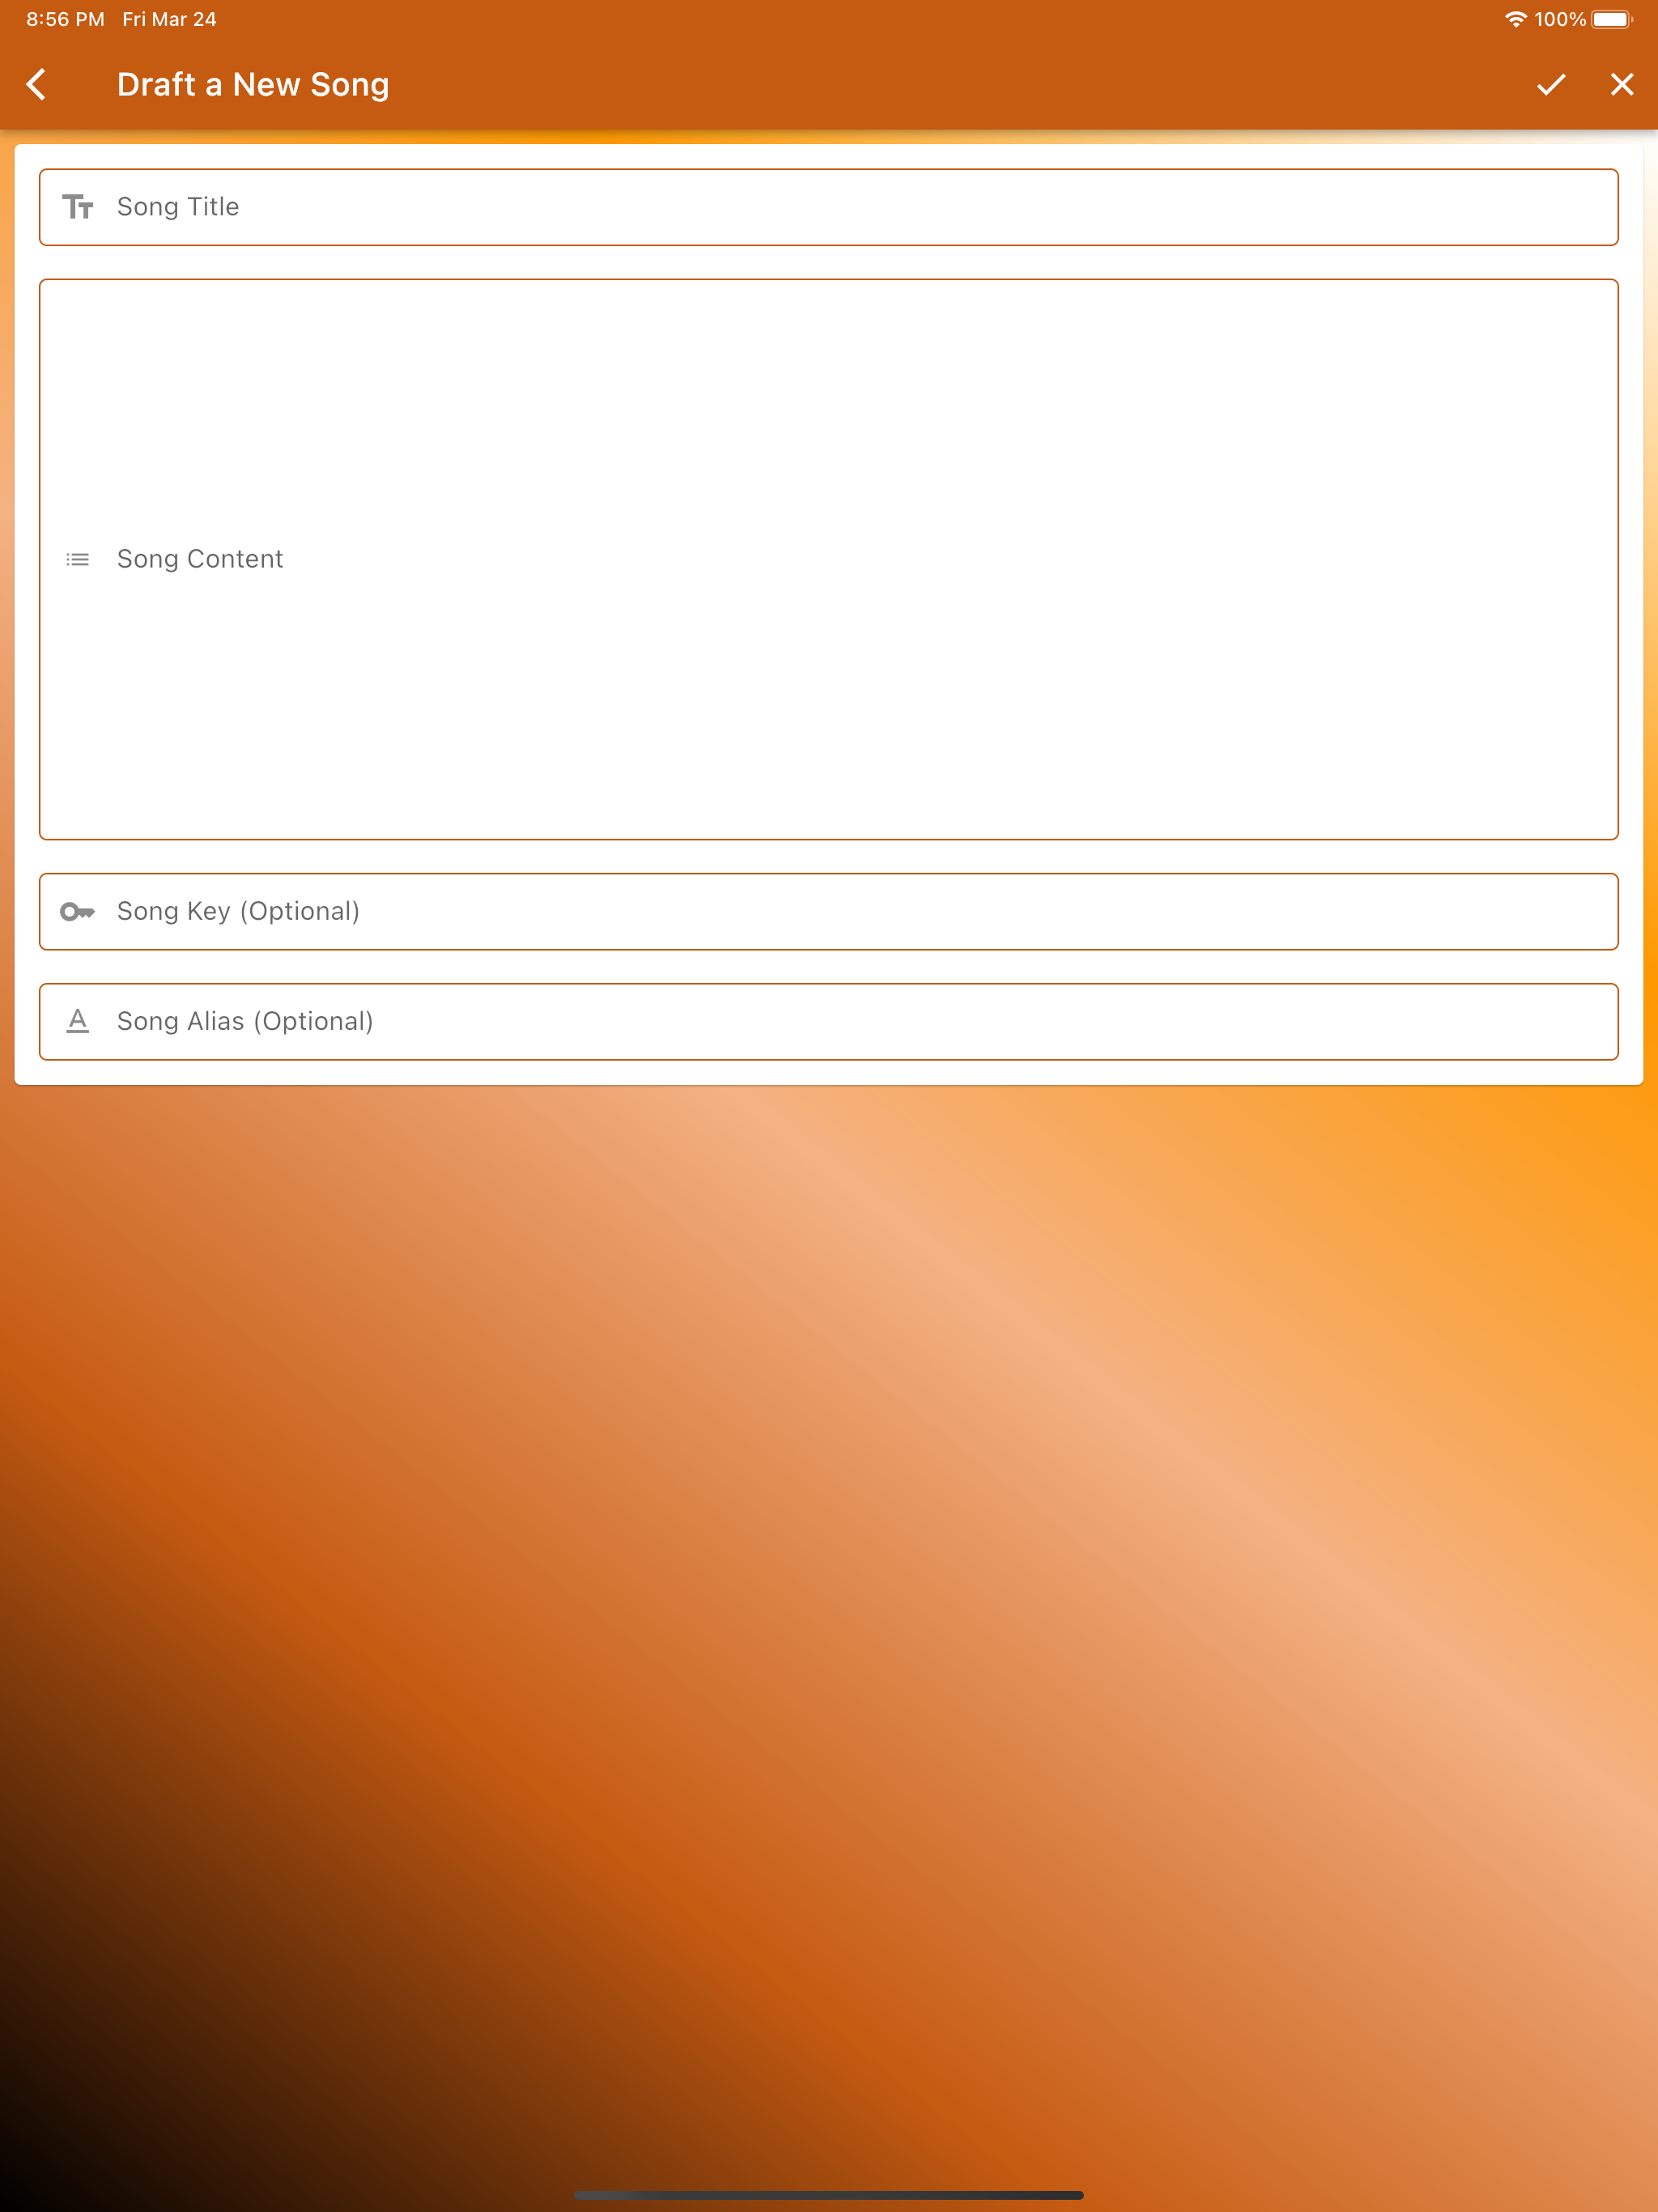 8:56 PM Fri Mar 24 100%
Draft a New Song
Song Title
Song Content
Song Key (Optional)
Song Alias (Optional)